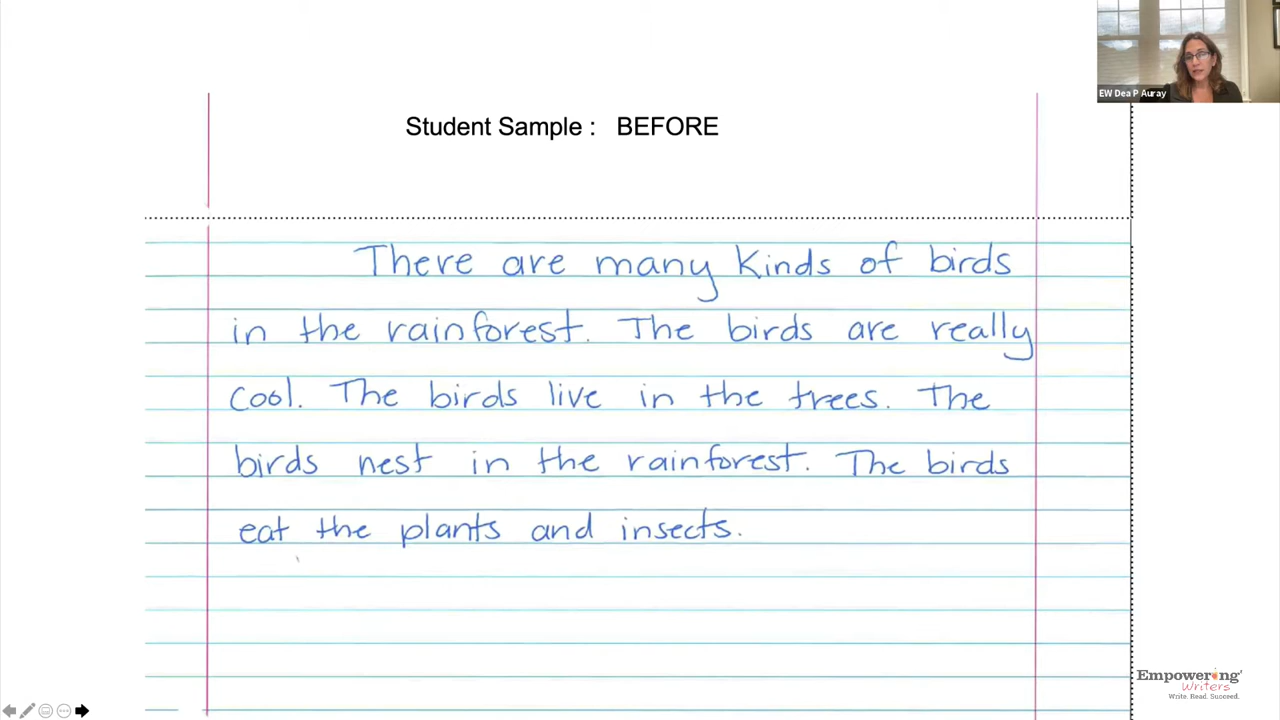 EW Dea P Auray
Student Sample : BEFORE
There are many kinds of birds
in the rainforest. The birds are really
cool. The birds live in the trees. The
birds nest in the rainforest. The birds
eat the plants and insects.
Empowering
Writers
Write. Read. Succeed.